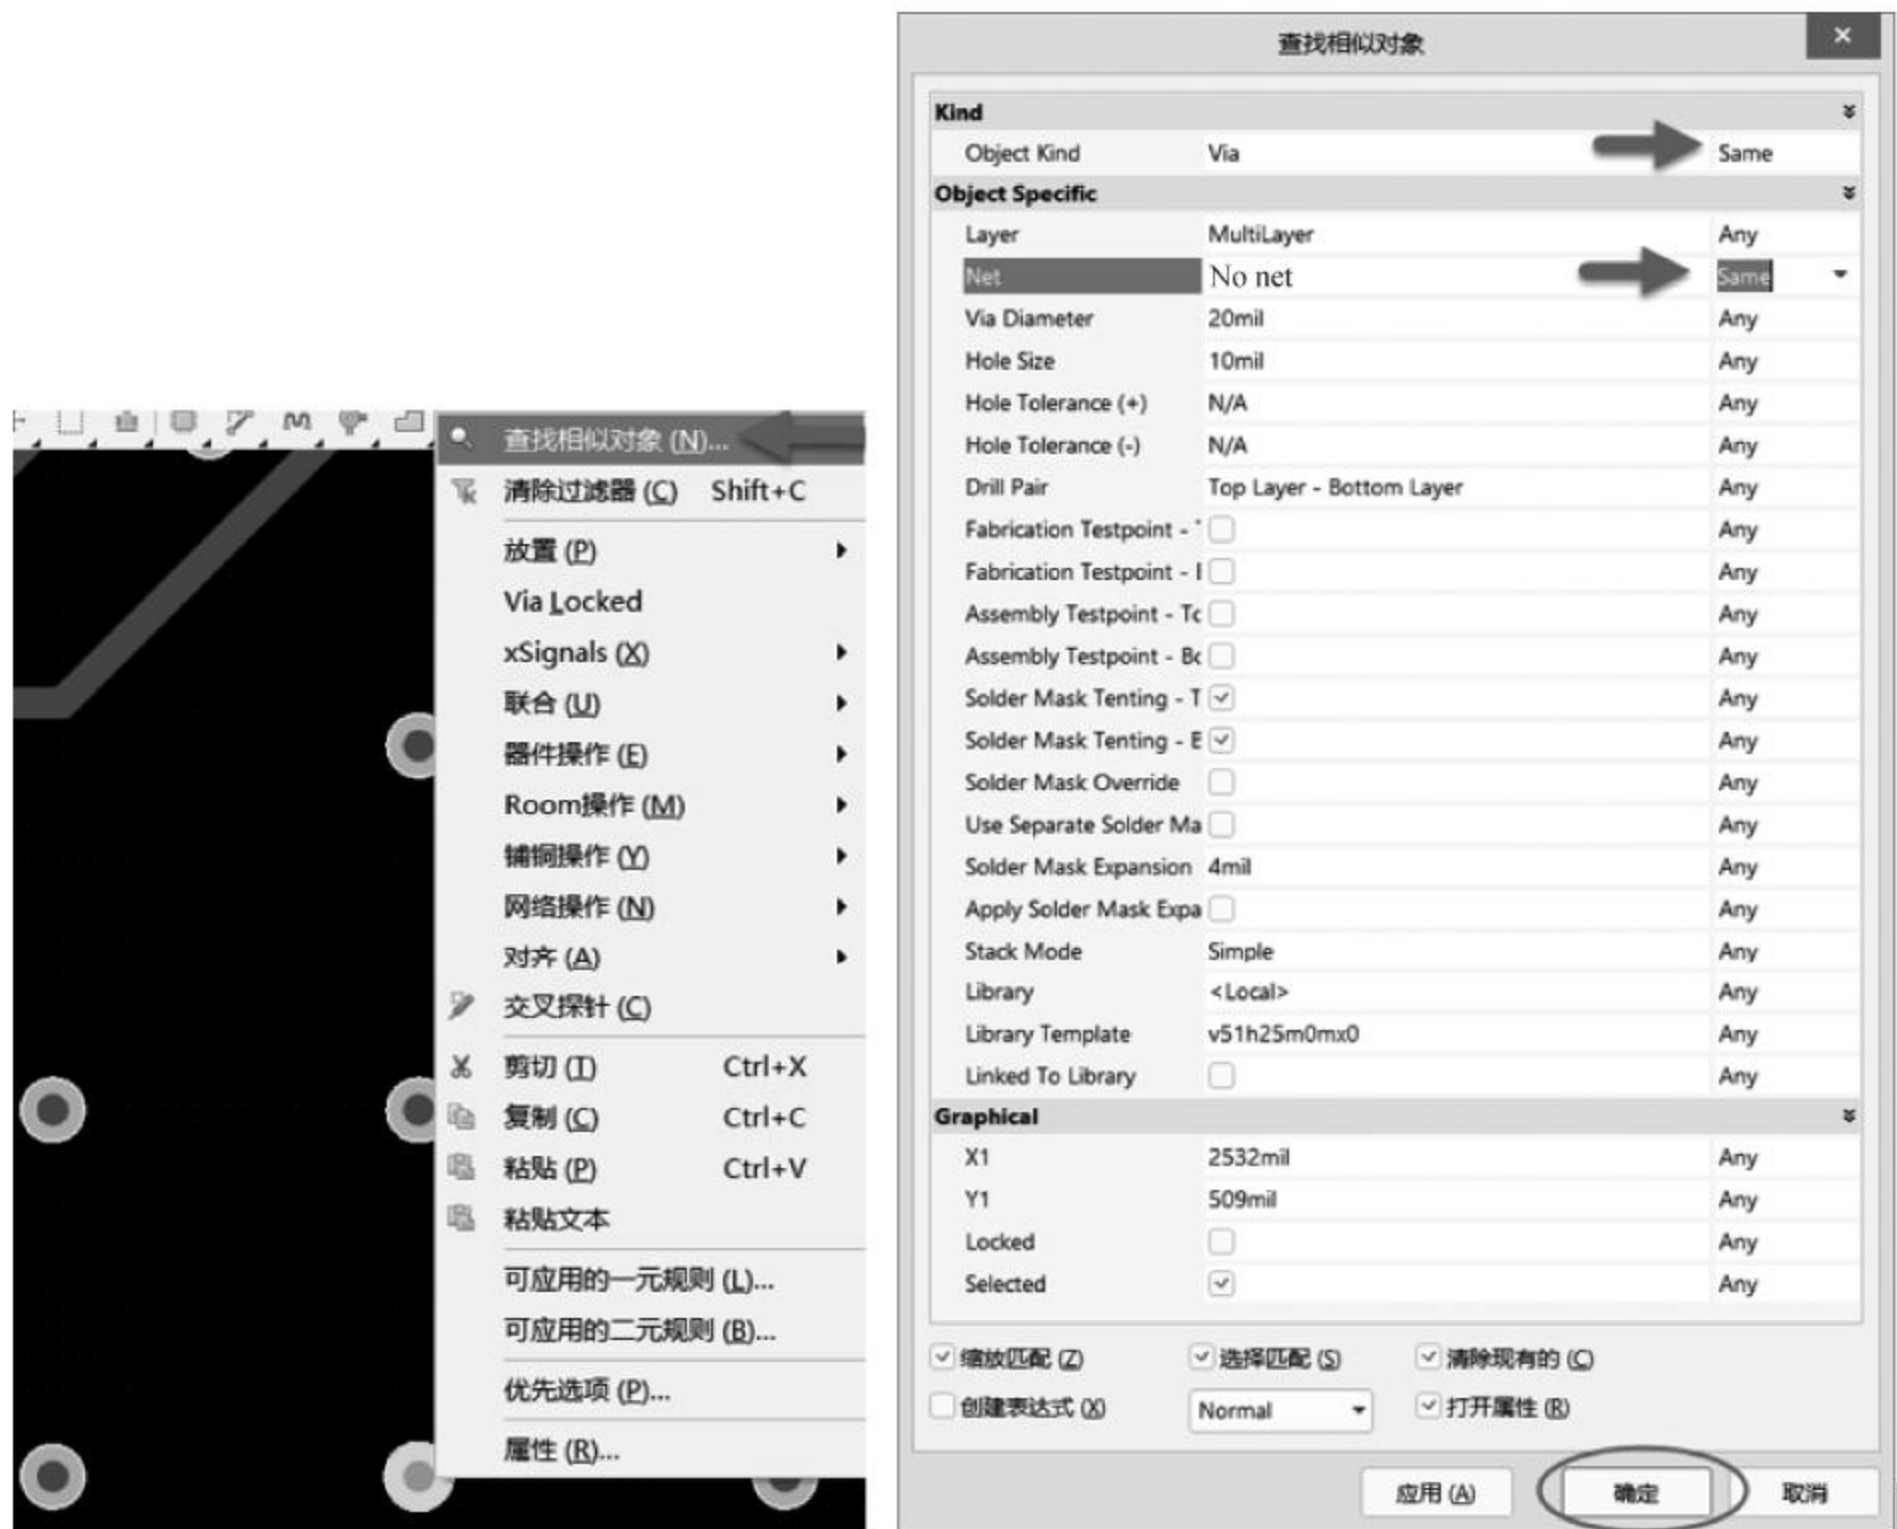 查找相似对象 (N)...
清除过滤器 (C) Shift+C
放置 (P)
Via Locked
xSignals (X)
联合 (U)
器件操作 (E)
Room操作 (M)
铺铜操作 (Y)
网络操作 (N)
对齐 (A)
交叉探针 (C)
剪切 (T) Ctrl+X
复制 (C) Ctrl+C
粘贴 (P) Ctrl+V
粘贴文本
可应用的一元规则 (L)...
可应用的二元规则 (B)...
优先选项 (P)...
属性 (R)...
查找相似对象
Kind
Object Kind Via Same
Object Specific
Layer MultiLayer Any
Net No net Same
Via Diameter 20mil Any
Hole Size 10mil Any
Hole Tolerance (+) N/A Any
Hole Tolerance (-) N/A Any
Drill Pair Top Layer - Bottom Layer Any
Fabrication Testpoint - Any
Fabrication Testpoint - Any
Assembly Testpoint - To Any
Assembly Testpoint - Bo Any
Solder Mask Tenting - T Any
Solder Mask Tenting - B Any
Solder Mask Override Any
Use Separate Solder Ma Any
Solder Mask Expansion 4mil Any
Apply Solder Mask Expa Any
Stack Mode Simple Any
Library <Local> Any
Library Template v51h25m0mx0 Any
Linked To Library Any
Graphical
X1 2532mil Any
Y1 509mil Any
Locked Any
Selected Any
缩放匹配 (Z) 选择匹配 (S) 清除现有的 (C)
创建表达式 (X) Normal 打开属性 (R)
应用 (A) 确定 取消